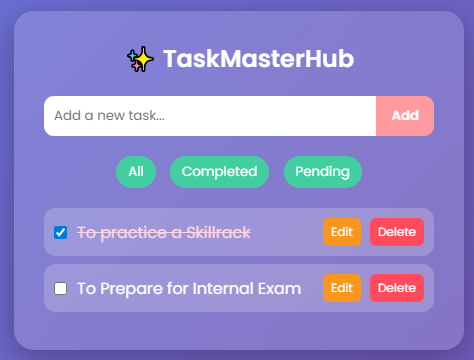 ✨ TaskMasterHub
Add a new task... Add
All Completed Pending
To practice a Skillrack Edit Delete
To Prepare for Internal Exam Edit Delete